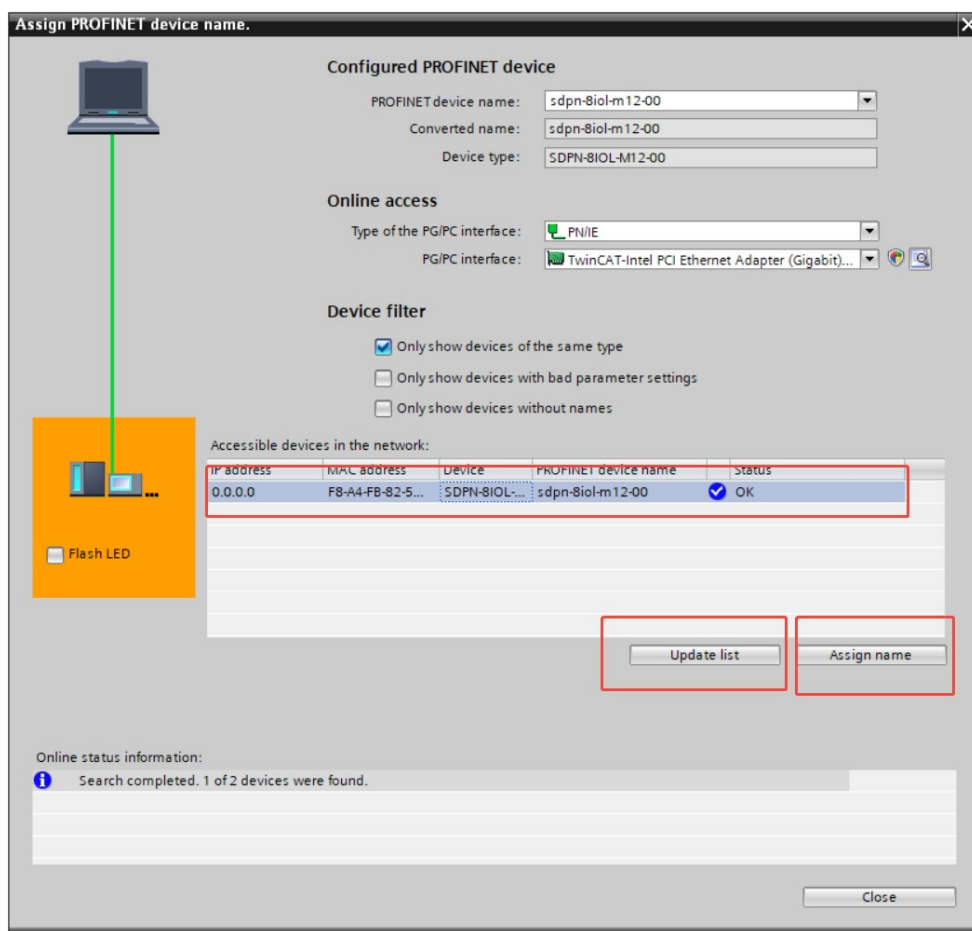 Assign PROFINET device name.
Configured PROFINET device
PROFINET device name: sdpn-8iol-m12-00
Converted name: sdpn-8iol-m12-00
Device type: SDPN-8IOL-M12-00
Online access
Type of the PG/PC interface: PN/IE
PG/PC interface: TwinCAT-Intel PCI Ethernet Adapter (Gigabit)...
Device filter
Only show devices of the same type
Only show devices with bad parameter settings
Only show devices without names
Accessible devices in the network:
IP address MAC address Device PROFINET device name Status
0.0.0.0 F8-A4-FB-82-5... SDPN-8IOL-... sdpn-8iol-m12-00 OK
Flash LED
Update list Assign name
Online status information:
Search completed. 1 of 2 devices were found.
Close